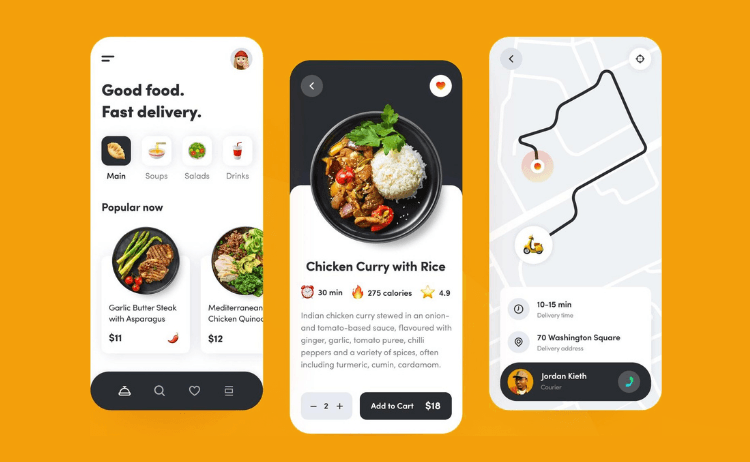 Good food.
Fast delivery.
Main
Soups
Salads
Drinks
Popular now
Garlic Butter Steak
with Asparagus
$11
Mediterranean
Chicken Quinoa
$12
Chicken Curry with Rice
30 min
275 calories
4.9
Indian chicken curry stewed in an onion-
and tomato-based sauce, flavoured with
ginger, garlic, tomato puree, chilli
peppers and a variety of spices, often
including turmeric, cumin, cardamom.
− 2 +
Add to Cart $18
10-15 min
Delivery time
70 Washington Square
Delivery address
Jordan Kieth
Courier